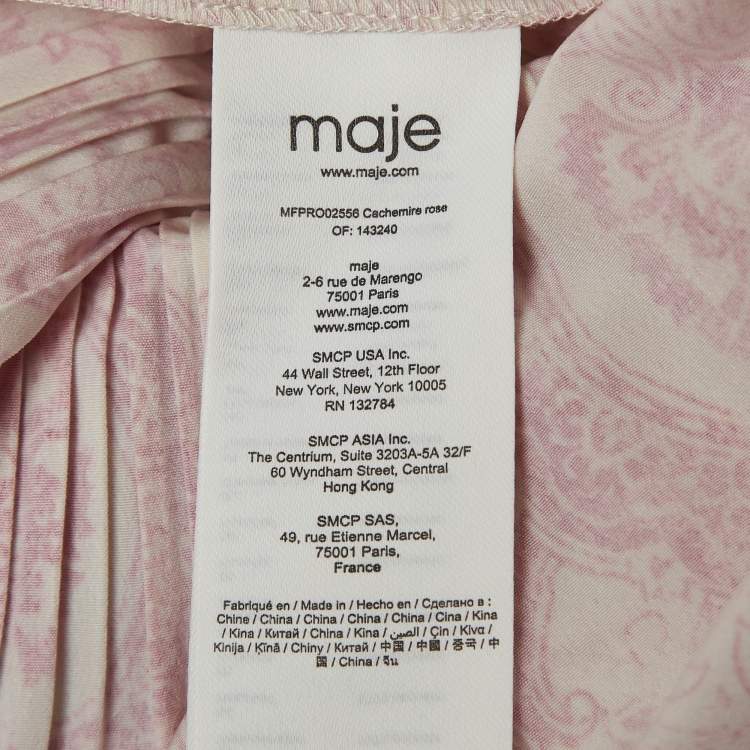 maje
www.maje.com
MFPRO02556 Cachemire rose
OF: 143240
maje
2-6 rue de Marengo
75001 Paris
www.maje.com
www.smcp.com
SMCP USA Inc.
44 Wall Street, 12th Floor
New York, New York 10005
RN 132784
SMCP ASIA Inc.
The Centrium, Suite 3203A-5A 32/F
60 Wyndham Street, Central
Hong Kong
SMCP SAS,
49, rue Etienne Marcel,
75001 Paris,
France
Fabriqué en / Made in / Hecho en / Сделано в :
Chine / China / China / China / China / Cina / Kina
/ Kina / Китай / China / Kina / الصين / Çin / Κίνα /
Kinija / Ķīnā / Chiny / Китай / 中国 / 中國 / 중국 / 中
国 / China / จีน